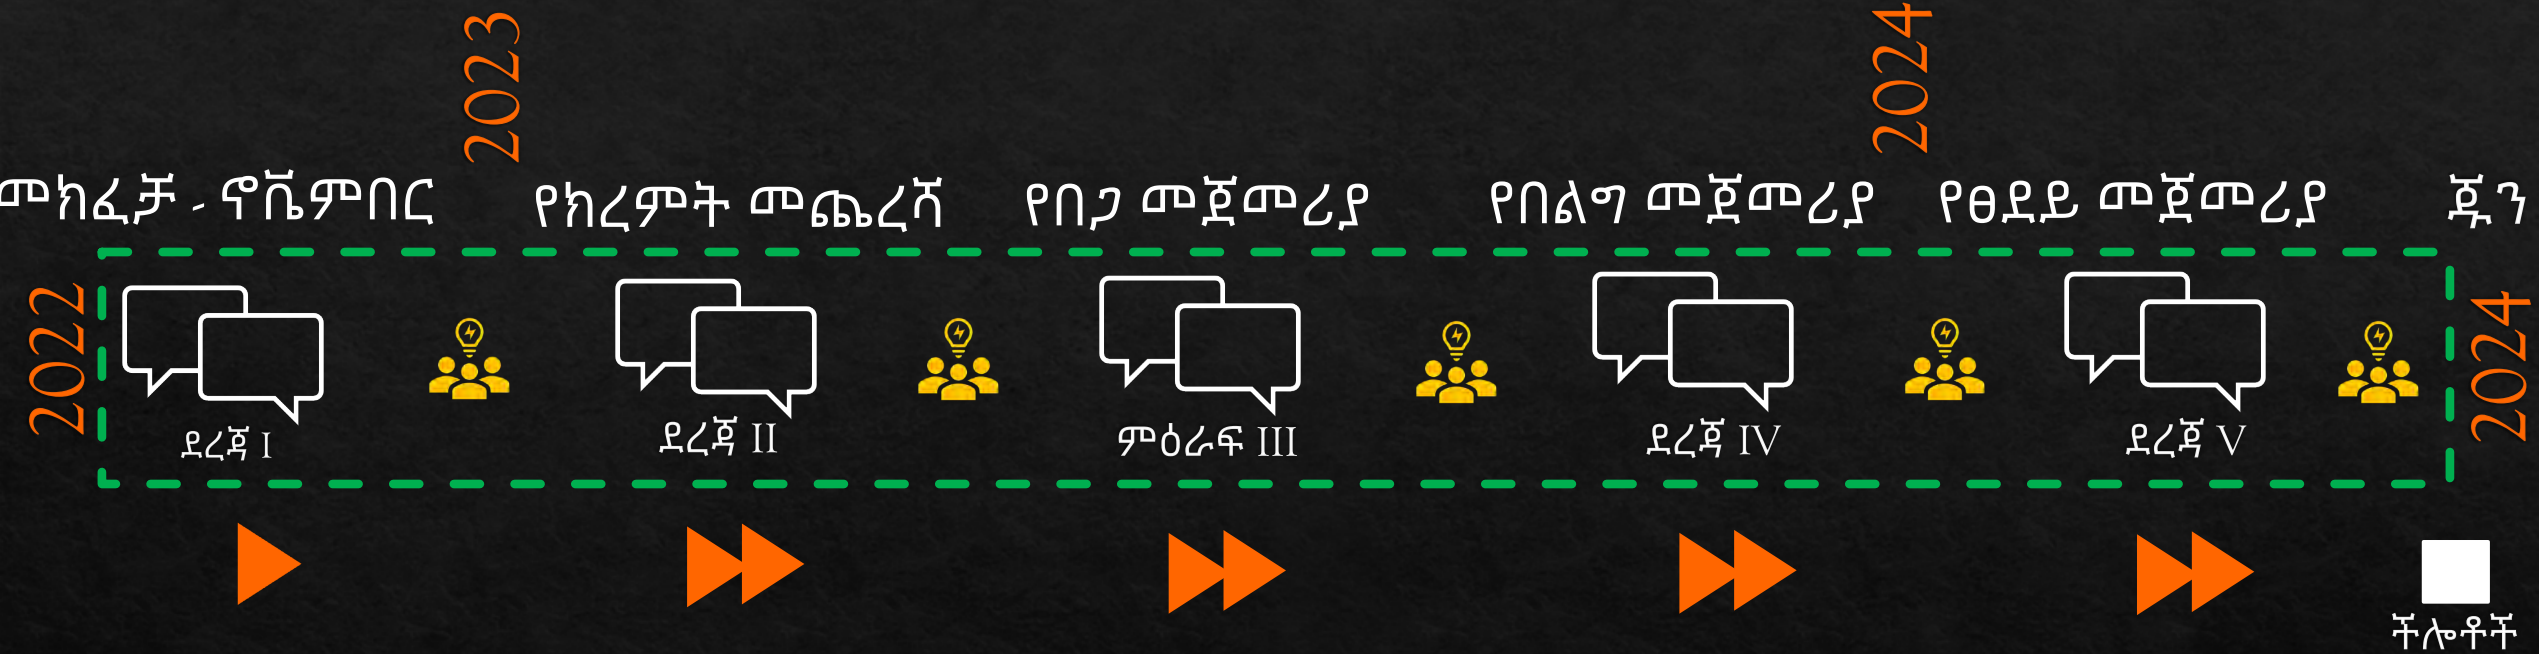 2023
2024
መክፈቻ - ኖቬምበር
የክረምት መጨረሻ
የበጋ መጀመሪያ
የበልግ መጀመሪያ
የፀደይ መጀመሪያ
ጁን
2022
2024
ደረጃ I
ደረጃ II
ምዕራፍ III
ደረጃ IV
ደረጃ V
ችሎቶች